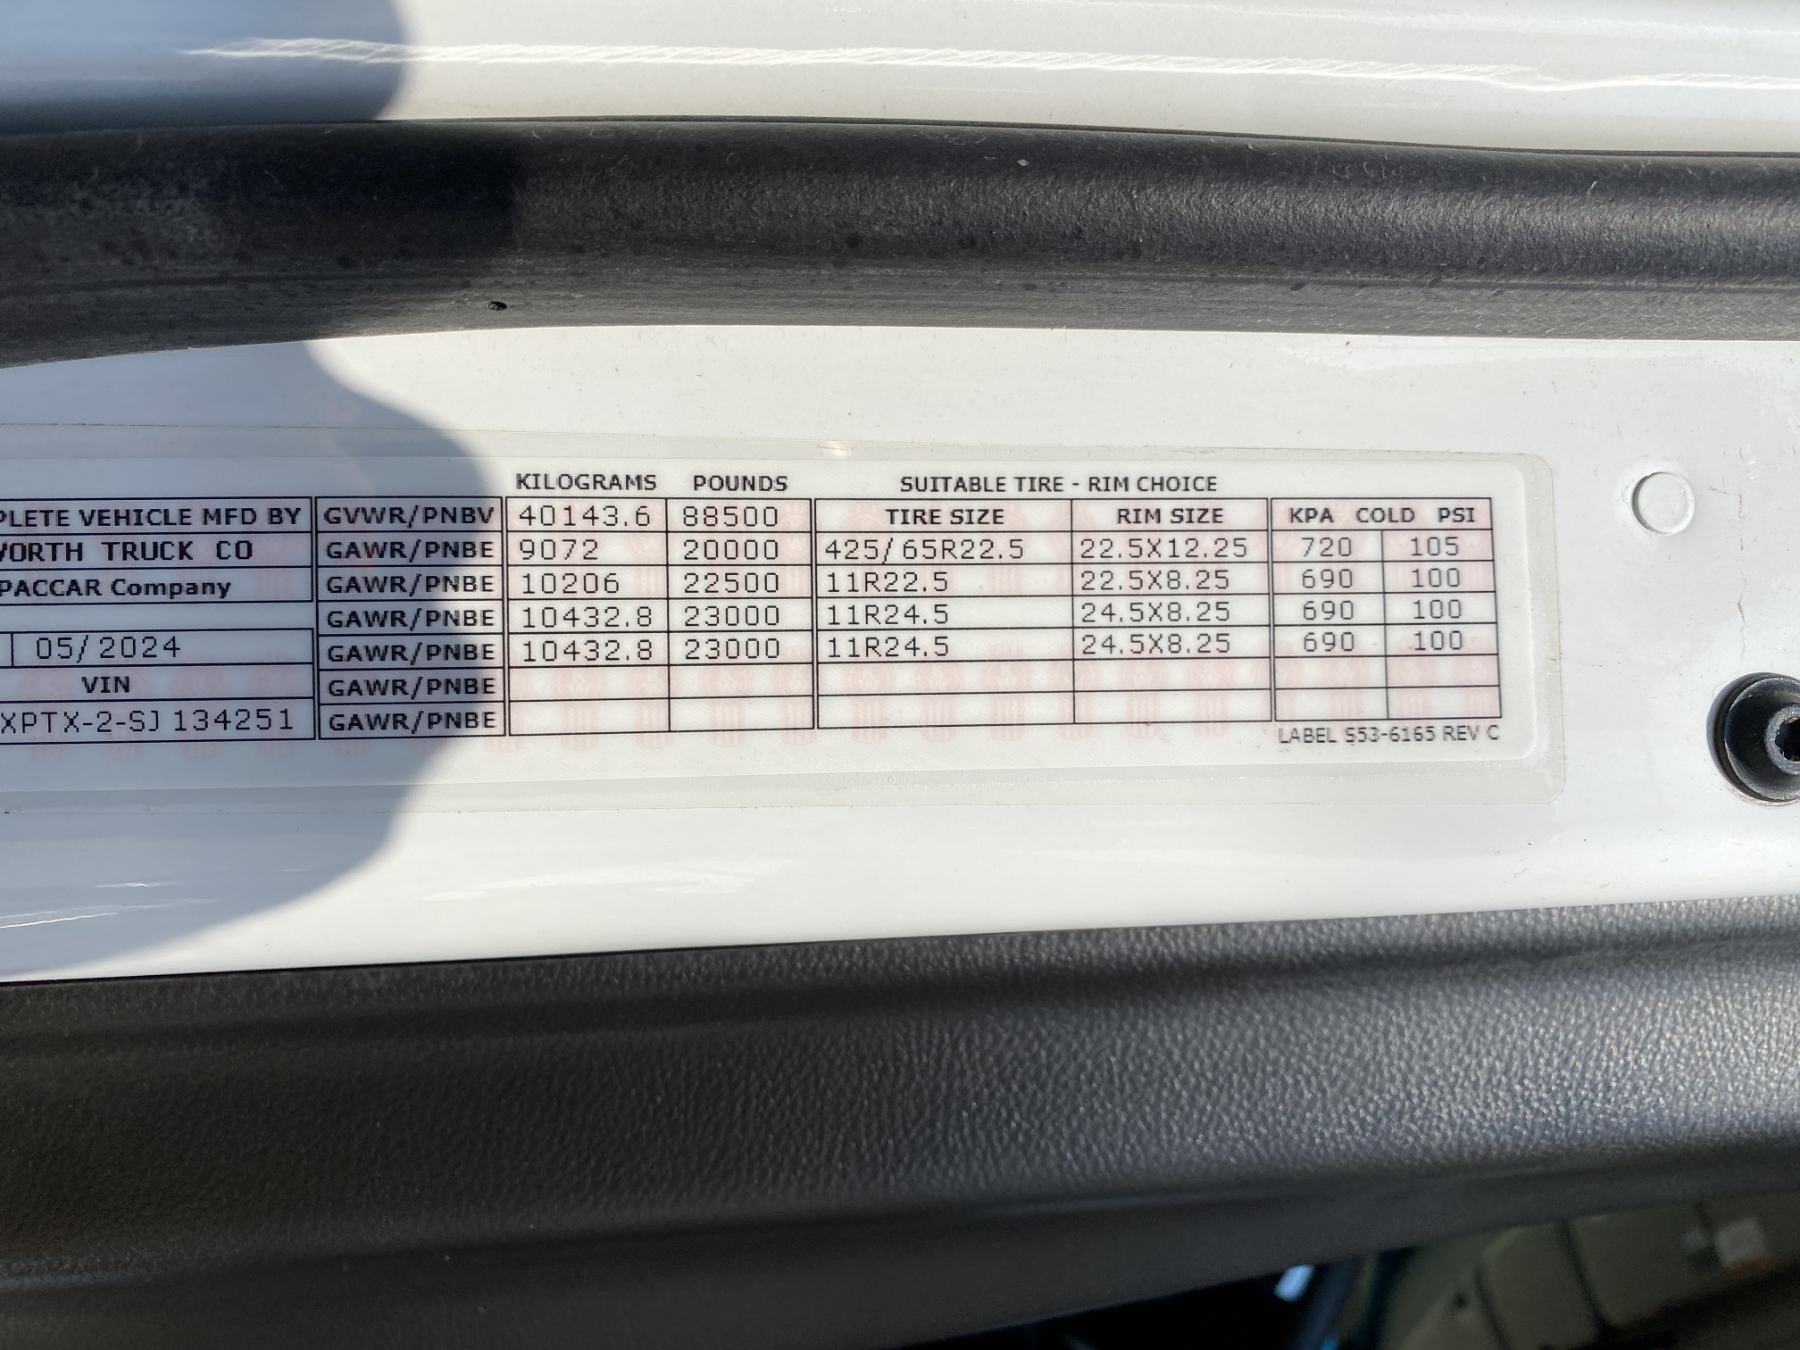 KILOGRAMS POUNDS SUITABLE TIRE - RIM CHOICE
PLETE VEHICLE MFD BY GVWR/PNBV 40143.6 88500 TIRE SIZE RIM SIZE KPA COLD PSI
WORTH TRUCK CO GAWR/PNBE 9072 20000 425/65R22.5 22.5X12.25 720 105
PACCAR Company GAWR/PNBE 10206 22500 11R22.5 22.5X8.25 690 100
GAWR/PNBE 10432.8 23000 11R24.5 24.5X8.25 690 100
05/2024 GAWR/PNBE 10432.8 23000 11R24.5 24.5X8.25 690 100
VIN GAWR/PNBE
XPTX-2-SJ134251 GAWR/PNBE
LABEL S53-6165 REV C